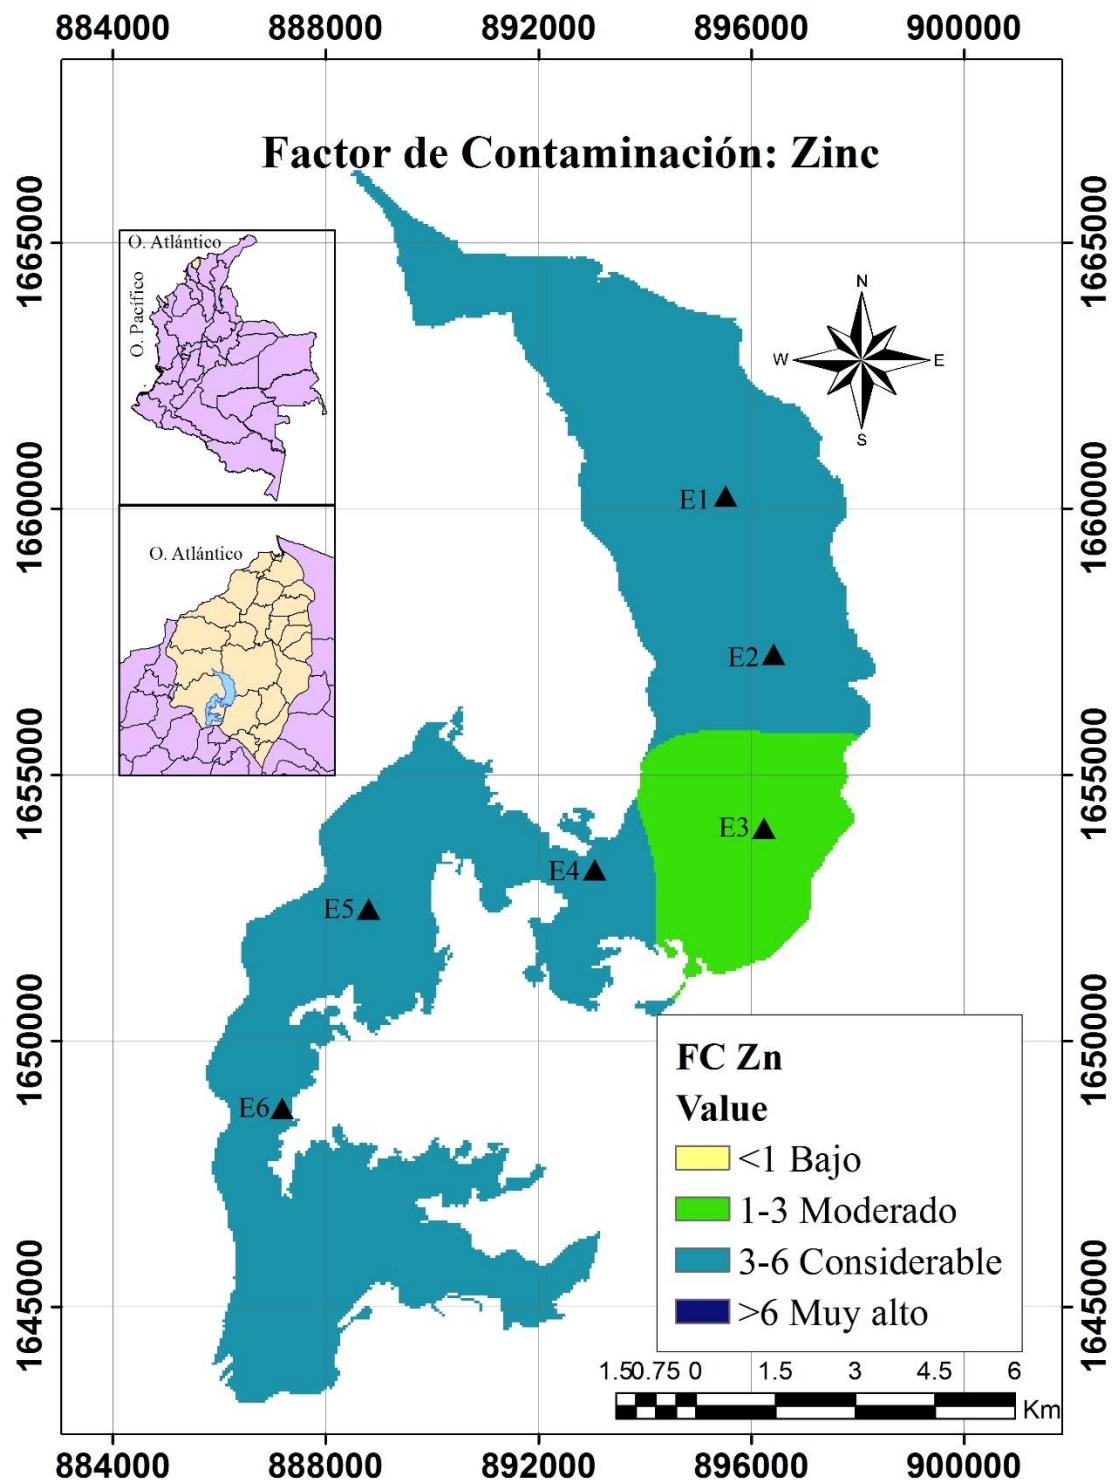 884000 888000 892000 896000 900000
Factor de Contaminación: Zinc
1665000
1665000
O. Atlántico
O. Pacífico
N
W E
S
1660000
1660000
E1
O. Atlántico
E2
1655000
1655000
E3
E4
E5
1650000
1650000
E6
FC Zn
Value
<1 Bajo
1-3 Moderado
3-6 Considerable
>6 Muy alto
1645000
1645000
1.5 0.75 0 1.5 3 4.5 6
Km
884000 888000 892000 896000 900000